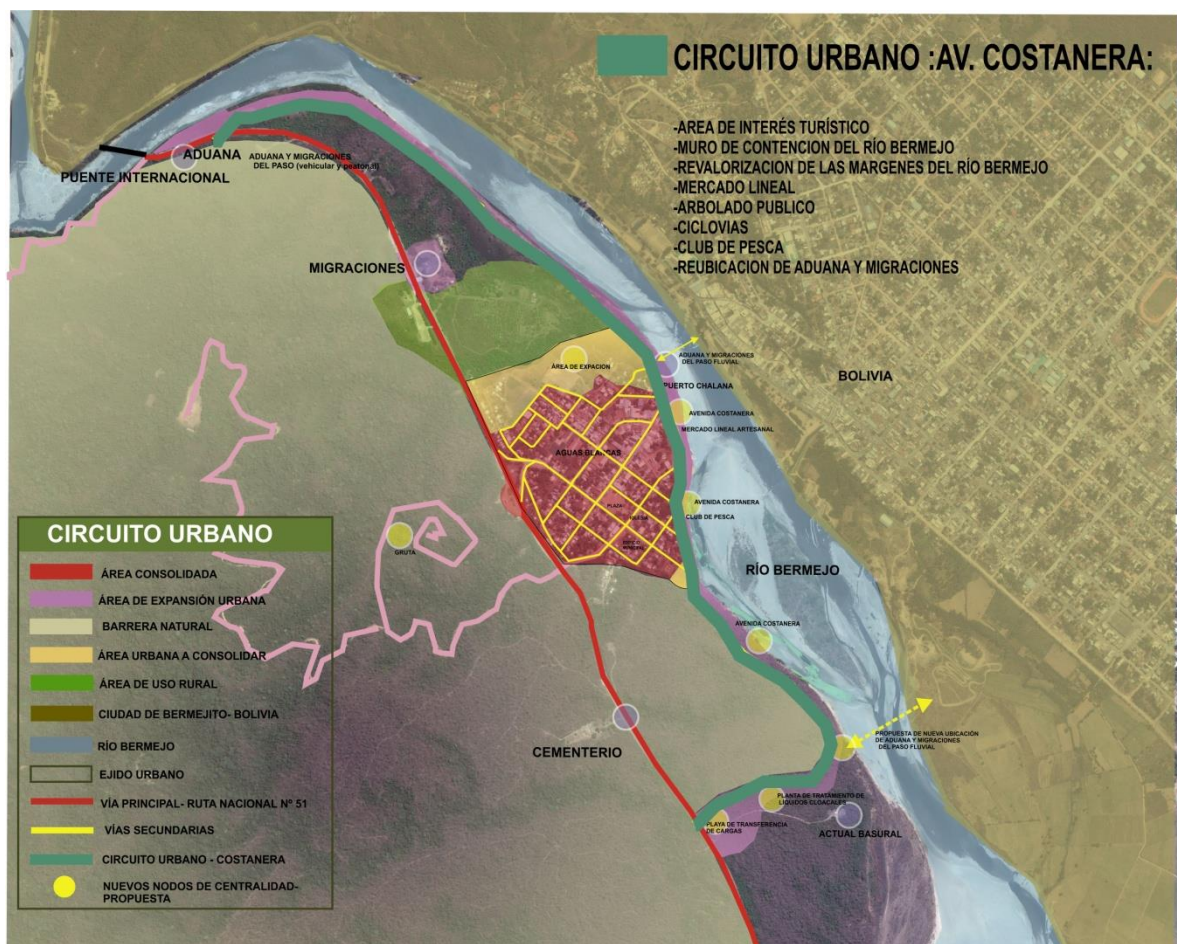 CIRCUITO URBANO :AV. COSTANERA:
-AREA DE INTERÉS TURÍSTICO
-MURO DE CONTENCION DEL RÍO BERMEJO
-REVALORIZACION DE LAS MARGENES DEL RÍO BERMEJO
-MERCADO LINEAL
-ARBOLADO PUBLICO
-CICLOVIAS
-CLUB DE PESCA
-REUBICACION DE ADUANA Y MIGRACIONES
ADUANA
ADUANA Y MIGRACIONES
DEL PASO (vehicular y peatonal)
PUENTE INTERNACIONAL
MIGRACIONES
ÁREA DE EXPACION
ADUANA Y MIGRACIONES
DEL PASO FLUVIAL
PUERTO CHALANA
BOLIVIA
AVENIDA COSTANERA
MERCADO LINEAL ARTESANAL
AGUAS BLANCAS
PLAZA
IGLESIA
AVENIDA COSTANERA
CLUB DE PESCA
GRUTA
RÍO BERMEJO
AVENIDA COSTANERA
CEMENTERIO
PROPUESTA DE NUEVA UBICACIÓN
DE ADUANA Y MIGRACIONES
DEL PASO FLUVIAL
PLANTA DE TRATAMIENTO DE
LIQUIDOS CLOACALES
PLAYA DE TRANSFERENCIA
DE CARGAS
ACTUAL BASURAL
CIRCUITO URBANO
ÁREA CONSOLIDADA
ÁREA DE EXPANSIÓN URBANA
BARRERA NATURAL
ÁREA URBANA A CONSOLIDAR
ÁREA DE USO RURAL
CIUDAD DE BERMEJITO- BOLIVIA
RÍO BERMEJO
EJIDO URBANO
VÍA PRINCIPAL- RUTA NACIONAL Nº 51
VÍAS SECUNDARIAS
CIRCUITO URBANO - COSTANERA
NUEVOS NODOS DE CENTRALIDAD-
PROPUESTA